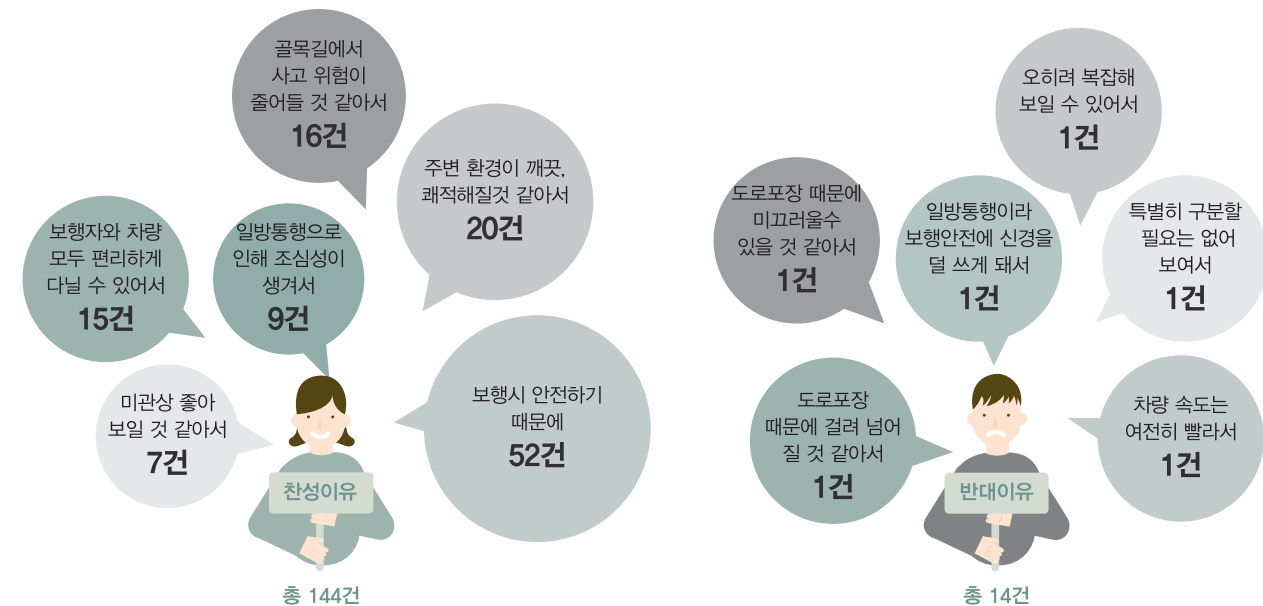 골목길에서
사고 위험이
줄어들 것 같아서
16건
주변 환경이 깨끗,
쾌적해질것 같아서
20건
보행자와 차량
모두 편리하게
다닐 수 있어서
15건
일방통행으로
인해 조심성이
생겨서
9건
미관상 좋아
보일 것 같아서
7건
보행시 안전하기
때문에
52건
찬성이유
총 144건
오히려 복잡해
보일 수 있어서
1건
도로포장 때문에
미끄러울수
있을 것 같아서
1건
일방통행이라
보행안전에 신경을
덜 쓰게 돼서
1건
특별히 구분할
필요는 없어
보여서
1건
도로포장
때문에 걸려 넘어
질 것 같아서
1건
차량 속도는
여전히 빨라서
1건
반대이유
총 14건